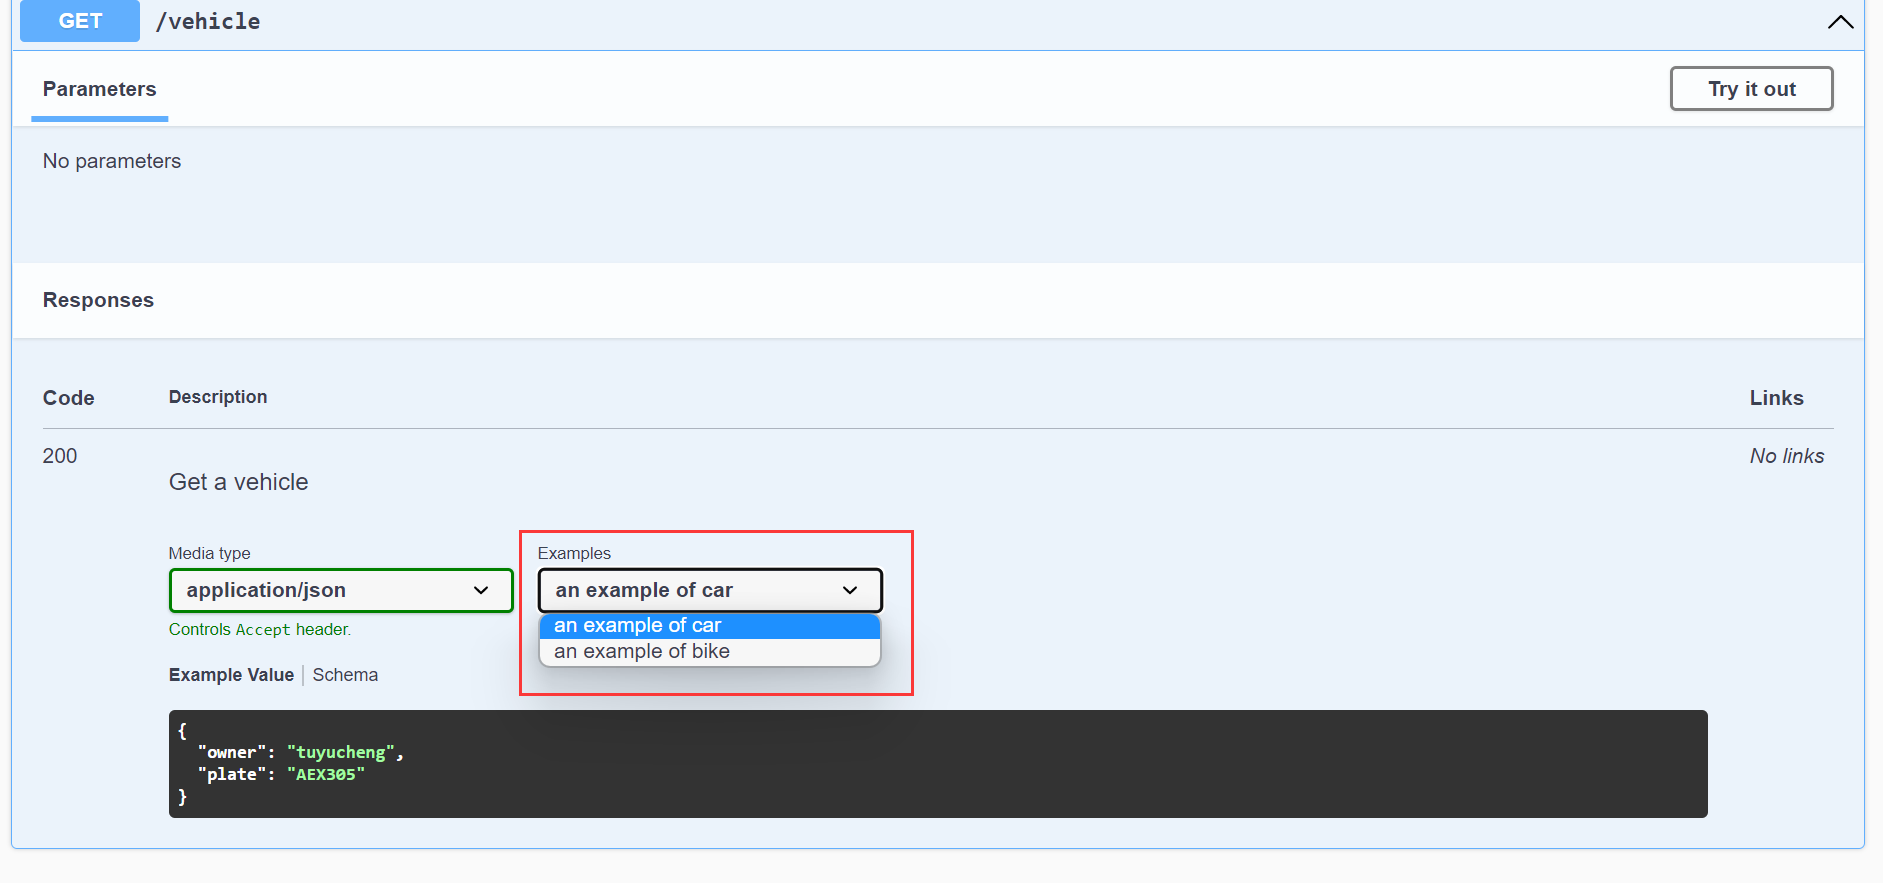 GET /vehicle
Parameters Try it out
No parameters
Responses
Code Description Links
200 No links
Get a vehicle
Media type Examples
application/json an example of car
an example of car
Controls Accept header.
an example of bike
Example Value Schema
{
"owner": "tuyucheng",
"plate": "AEX305"
}